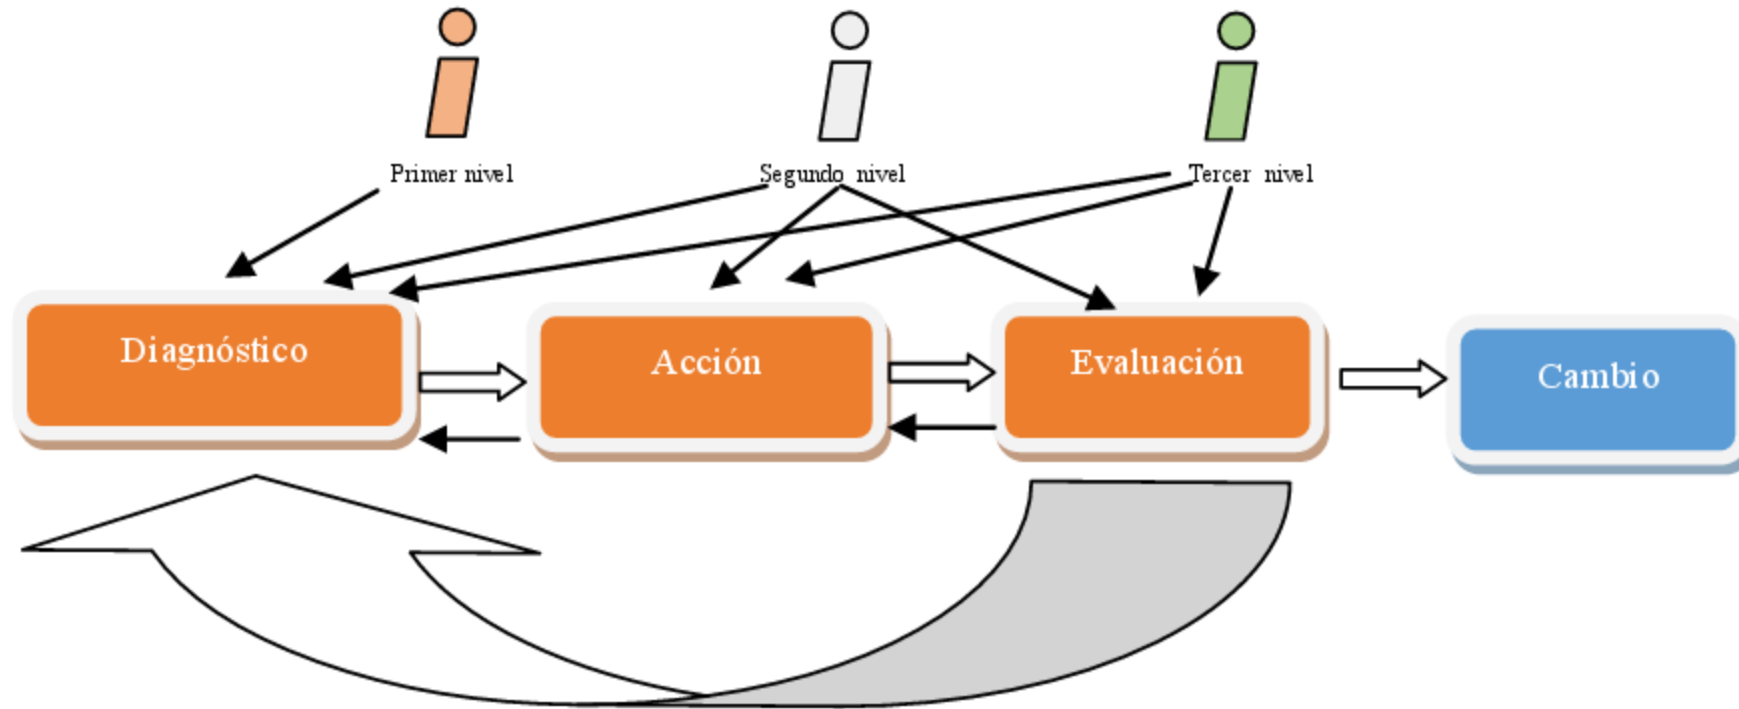 Primer nivel
Segundo nivel
Tercer nivel
Diagnóstico
Acción
Evaluación
Cambio